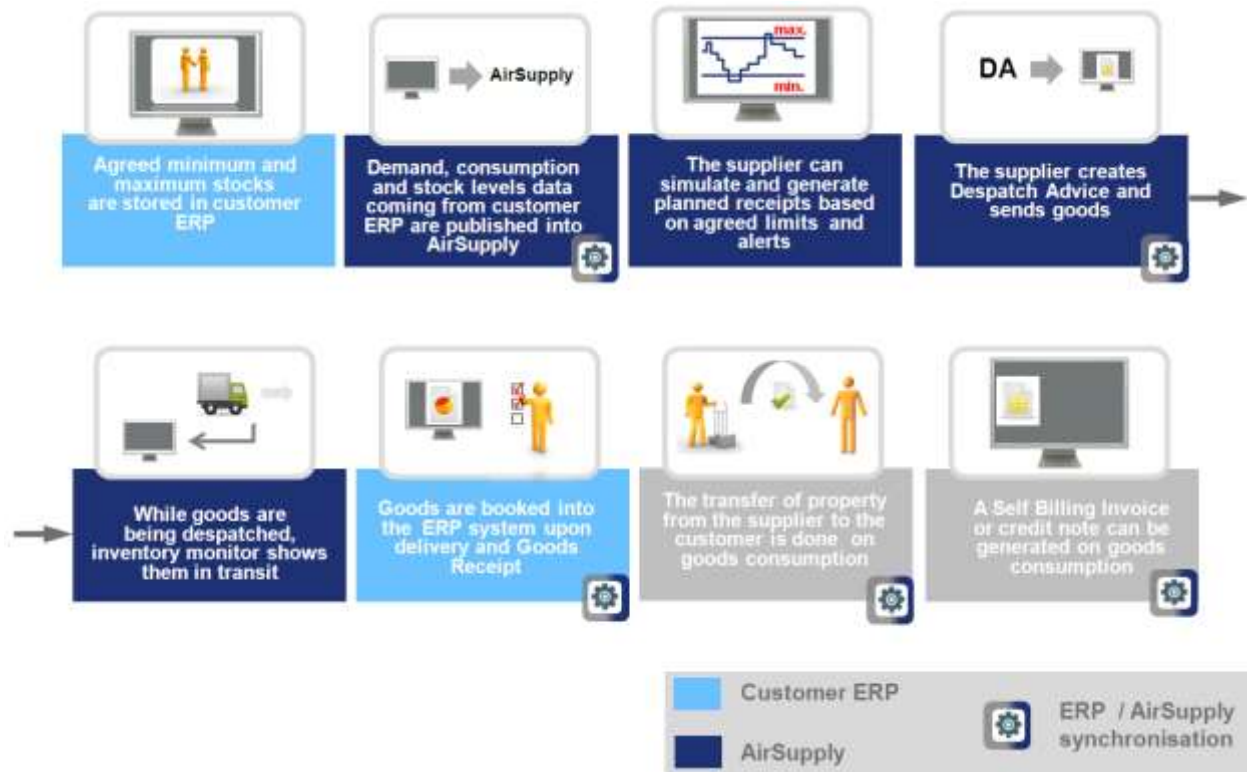 max.
AirSupply
DA
min.
Agreed minimum and
maximum stocks
are stored in customer
ERP
Demand, consumption
and stock levels data
coming from customer
ERP are published into
AirSupply
The supplier can
simulate and generate
planned receipts based
on agreed limits and
alerts
The supplier creates
Despatch Advice and
sends goods
While goods are
being despatched,
inventory monitor shows
them in transit
Goods are booked into
the ERP system upon
delivery and Goods
Receipt
The transfer of property
from the supplier to the
customer is done on
goods consumption
A Self Billing Invoice
or credit note can be
generated on goods
consumption
Customer ERP
AirSupply
ERP / AirSupply
synchronisation